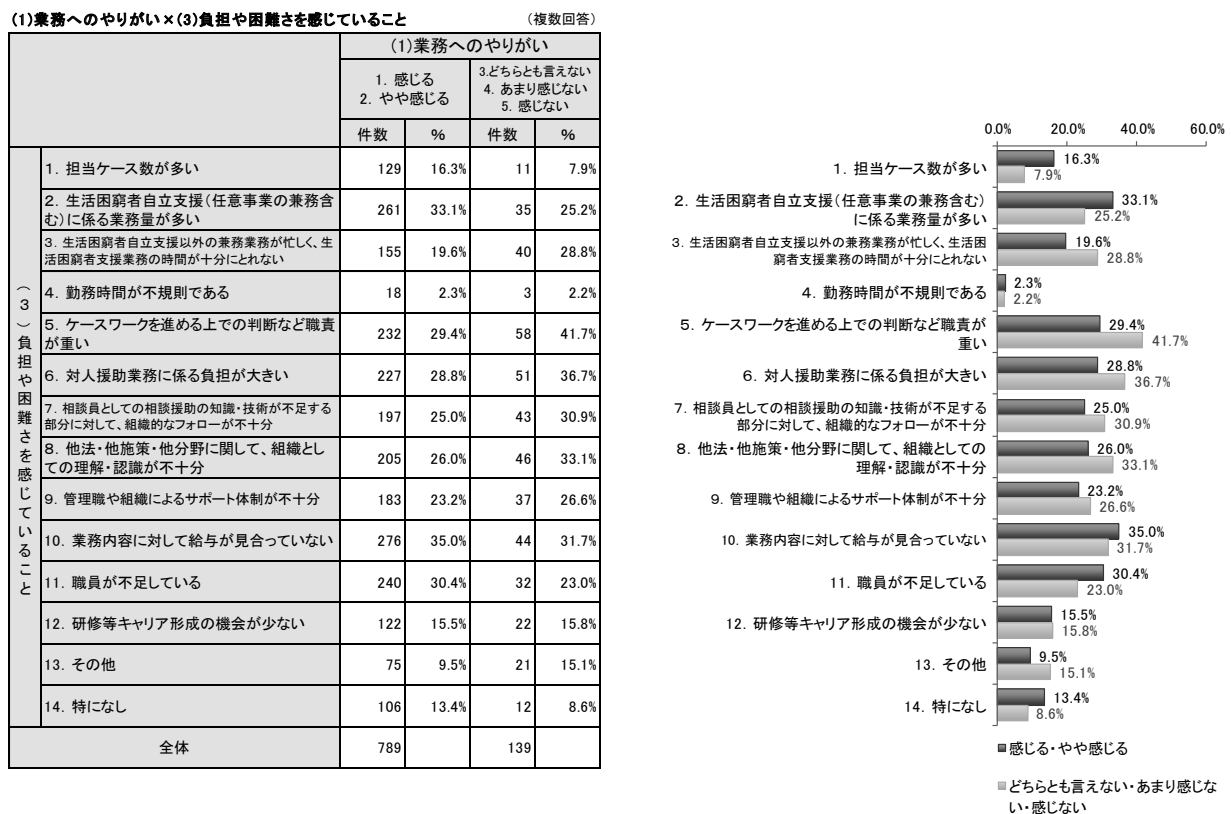 (1)業務へのやりがい×(3)負担や困難さを感じていること
(複数回答)
(1)業務へのやりがい
1. 感じる
2. やや感じる
3.どちらとも言えない
4. あまり感じない
5. 感じない
件数 % 件数 %
(3)負担や困難さを感じていること
1. 担当ケース数が多い 129 16.3% 11 7.9%
2. 生活困窮者自立支援(任意事業の兼務含
む)に係る業務量が多い 261 33.1% 35 25.2%
3. 生活困窮者自立支援以外の兼務業務が忙しく、生
活困窮者支援業務の時間が十分にとれない 155 19.6% 40 28.8%
4. 勤務時間が不規則である 18 2.3% 3 2.2%
5. ケースワークを進める上での判断など職責
が重い 232 29.4% 58 41.7%
6. 対人援助業務に係る負担が大きい 227 28.8% 51 36.7%
7. 相談員としての相談援助の知識・技術が不足する
部分に対して、組織的なフォローが不十分 197 25.0% 43 30.9%
8. 他法・他施策・他分野に関して、組織とし
ての理解・認識が不十分 205 26.0% 46 33.1%
9. 管理職や組織によるサポート体制が不十分 183 23.2% 37 26.6%
10. 業務内容に対して給与が見合っていない 276 35.0% 44 31.7%
11. 職員が不足している 240 30.4% 32 23.0%
12. 研修等キャリア形成の機会が少ない 122 15.5% 22 15.8%
13. その他 75 9.5% 21 15.1%
14. 特になし 106 13.4% 12 8.6%
全体 789 139
0.0% 20.0% 40.0% 60.0%
1. 担当ケース数が多い 16.3%
7.9%
2. 生活困窮者自立支援(任意事業の兼務含む)
に係る業務量が多い 33.1%
25.2%
3. 生活困窮者自立支援以外の兼務業務が忙しく、生活困
窮者支援業務の時間が十分にとれない 19.6%
28.8%
4. 勤務時間が不規則である 2.3%
2.2%
5. ケースワークを進める上での判断など職責が
重い 29.4%
41.7%
6. 対人援助業務に係る負担が大きい 28.8%
36.7%
7. 相談員としての相談援助の知識・技術が不足する
部分に対して、組織的なフォローが不十分 25.0%
30.9%
8. 他法・他施策・他分野に関して、組織としての
理解・認識が不十分 26.0%
33.1%
9. 管理職や組織によるサポート体制が不十分 23.2%
26.6%
10. 業務内容に対して給与が見合っていない 35.0%
31.7%
11. 職員が不足している 30.4%
23.0%
12. 研修等キャリア形成の機会が少ない 15.5%
15.8%
13. その他 9.5%
15.1%
14. 特になし 13.4%
8.6%
感じる・やや感じる
どちらとも言えない・あまり感じな
い・感じない